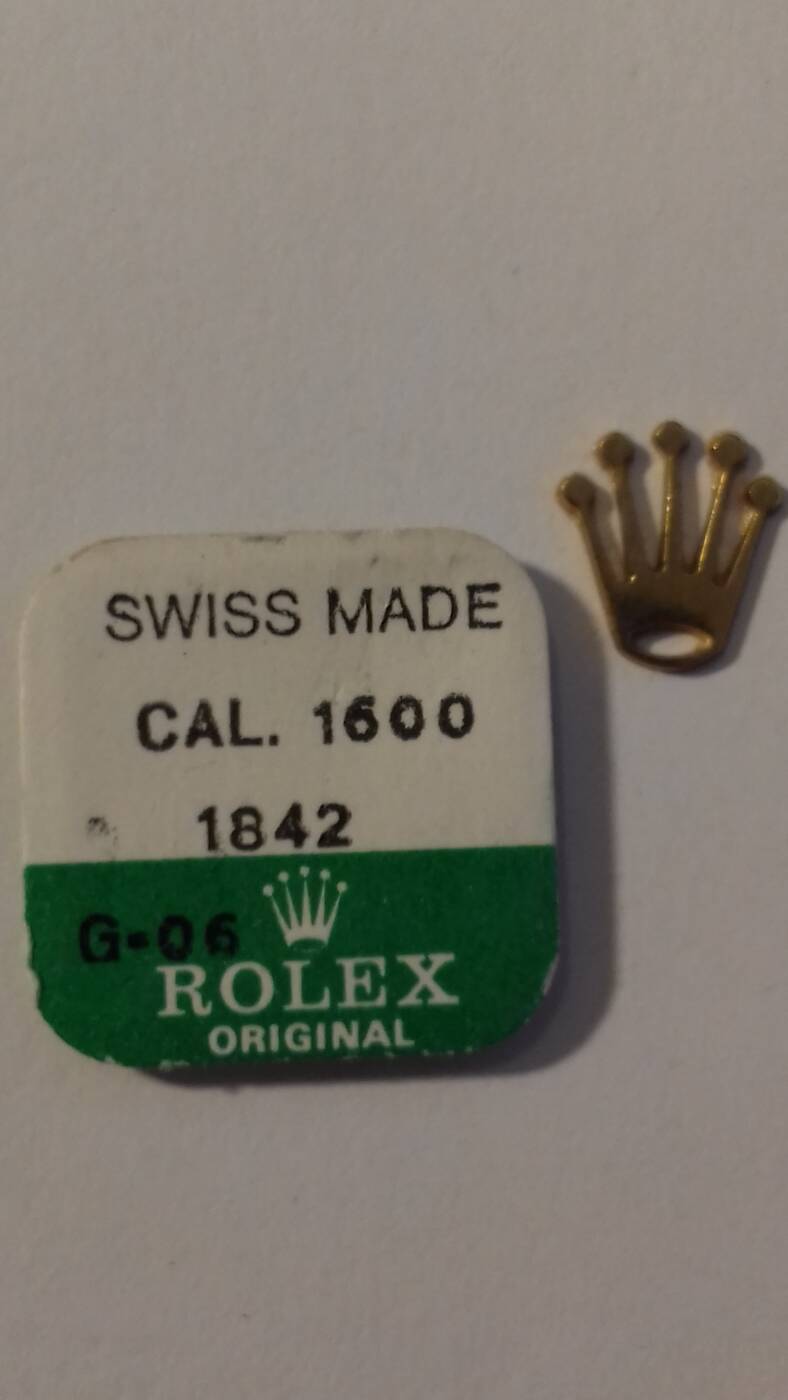 SWISS MADE
CAL. 1600
1842
G-06
ROLEX
ORIGINAL